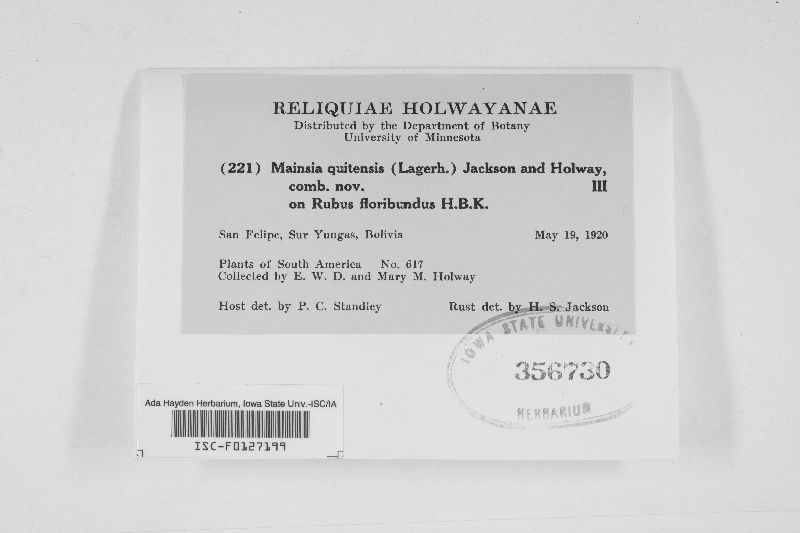 RELIQUIAE HOLWAYANAE
Distributed by the Department of Botany
University of Minnesota
(221) Mainsia quitensis (Lagerh.) Jackson and Holway,
comb. nov. III
on Rubus floribundus H.B.K.
San Felipe, Sur Yungas, Bolivia May 19, 1920
Plants of South America No. 617
Collected by E. W. D. and Mary M. Holway
Host det. by P. C. Standley Rust det. by H. S. Jackson
IOWA STATE UNIVERSITY
356730
HERBARIUM
Ada Hayden Herbarium, Iowa State Univ.-ISC/IA
ISC-F0127199